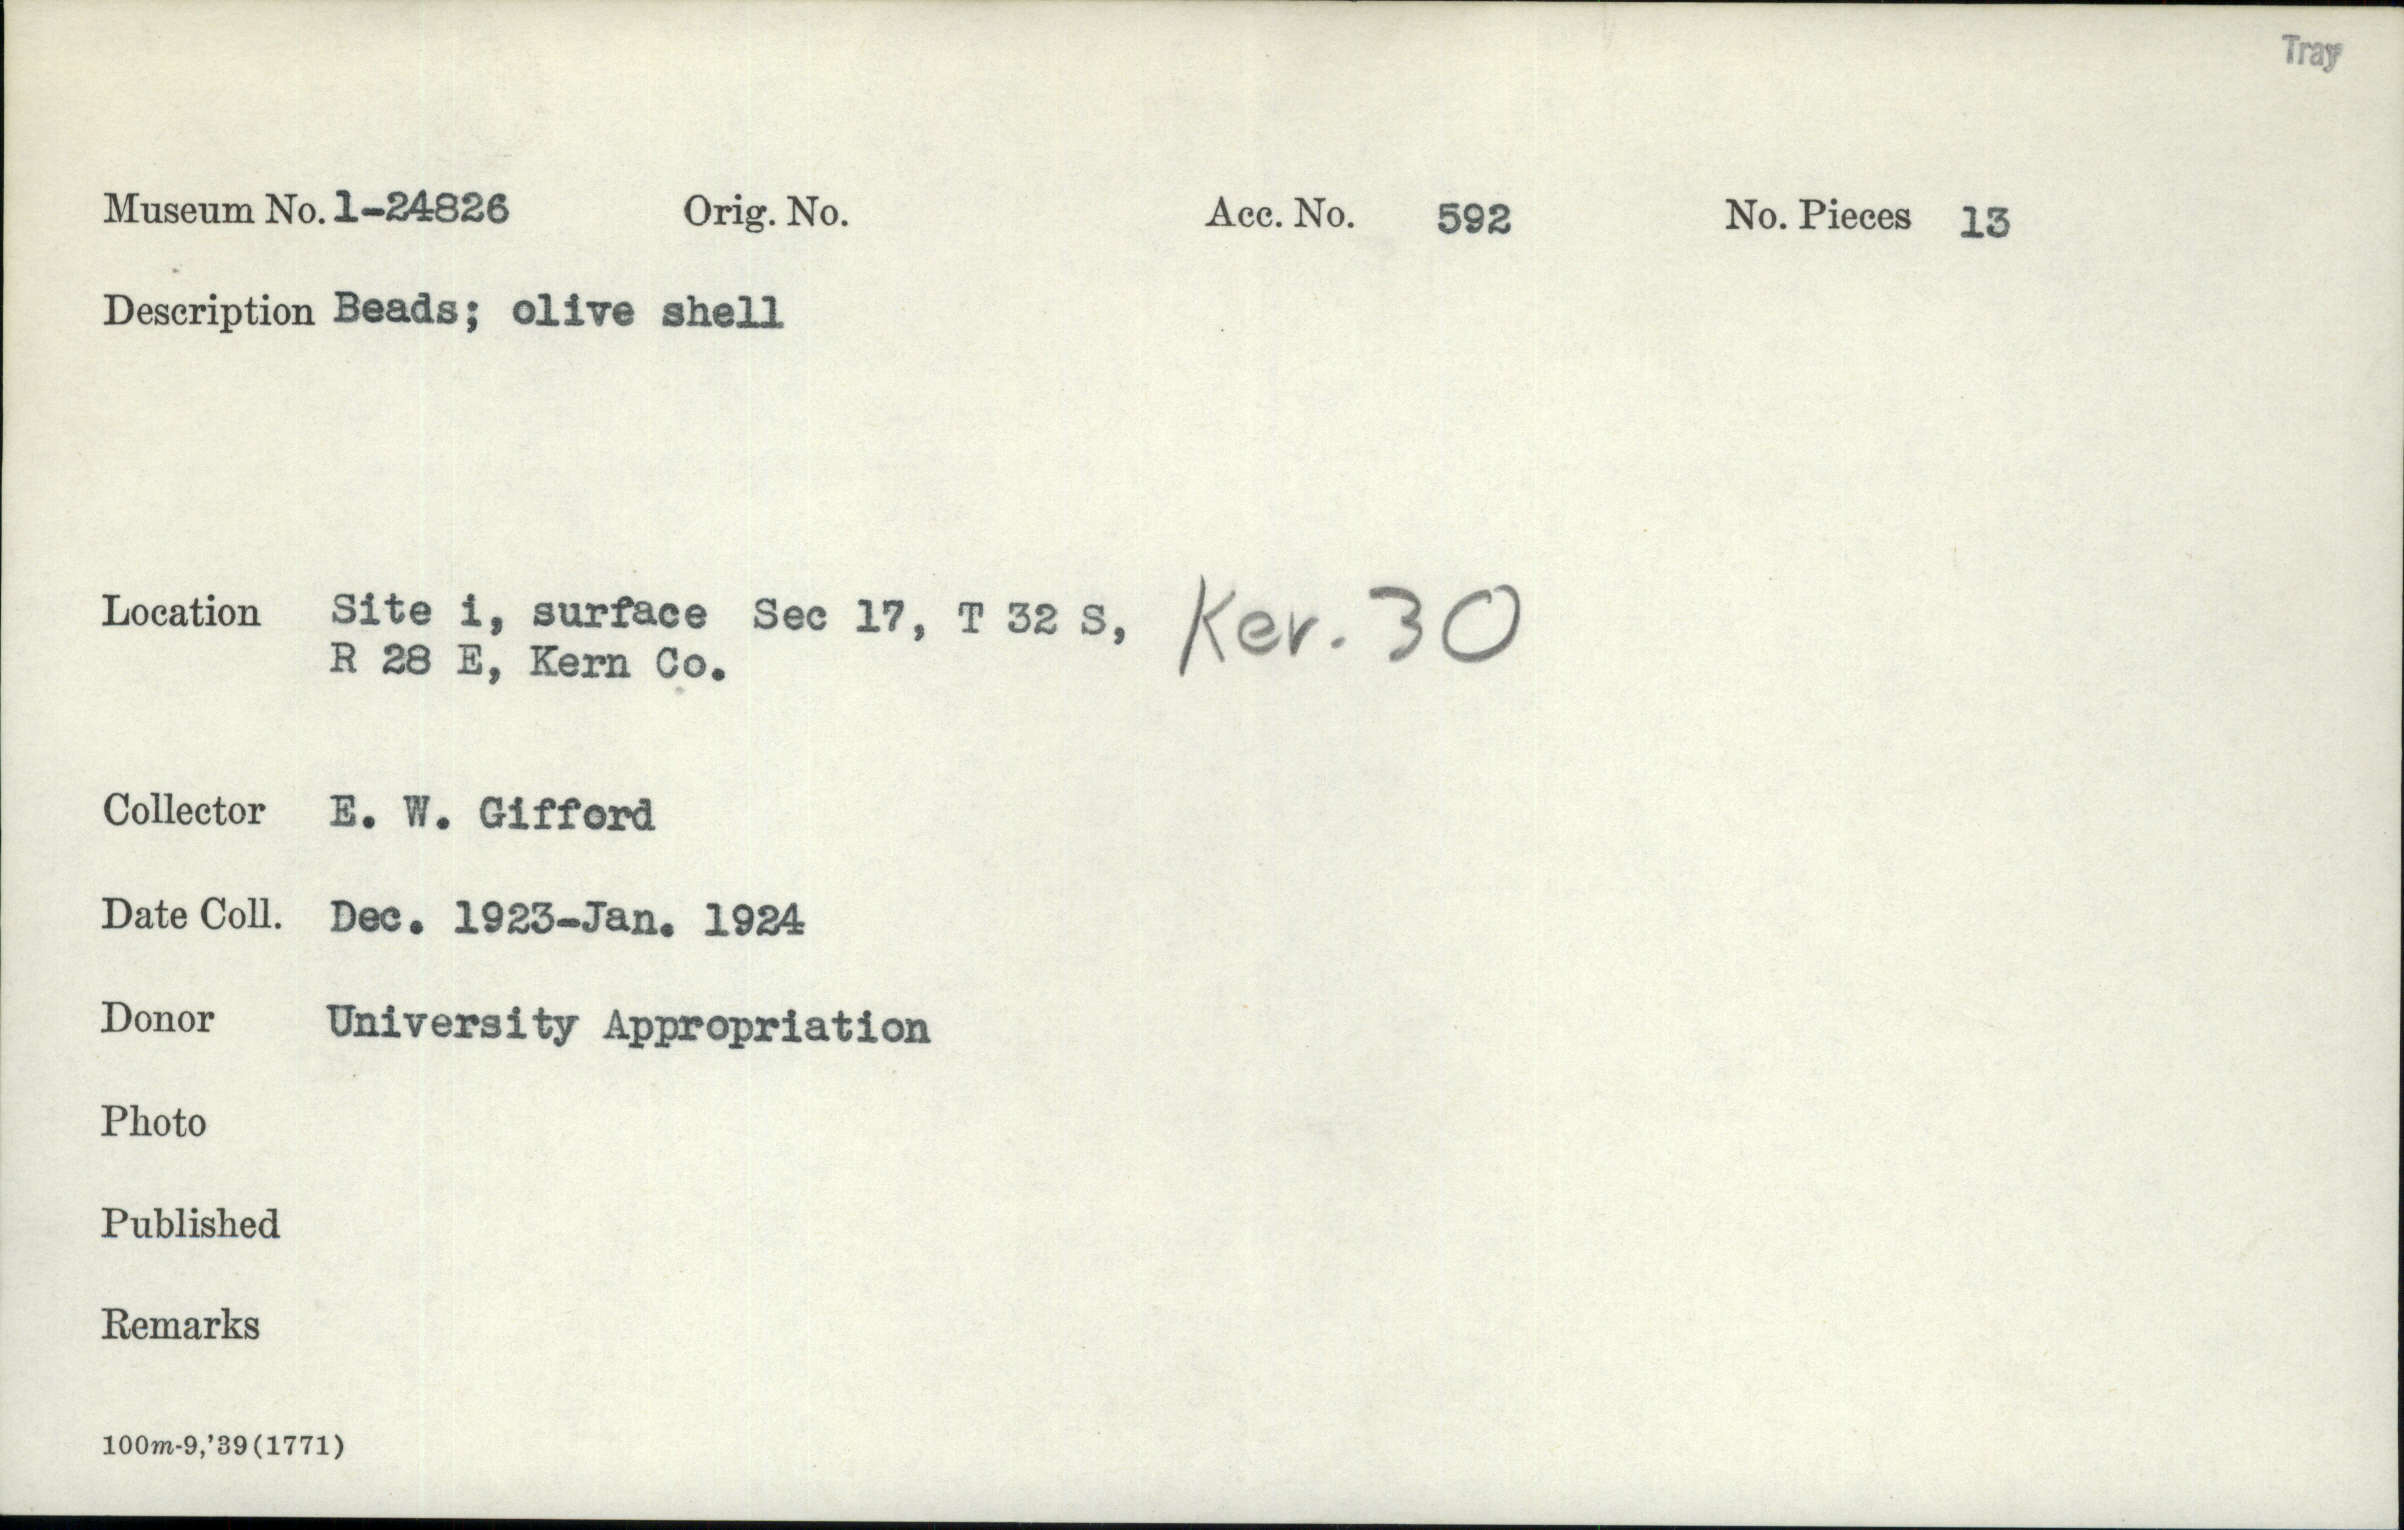 Tray
Museum No. 1-24826 Orig. No. Acc. No. 592 No. Pieces 13
Description Beads; olive shell
Location Site i, surface Sec 17, T 32 S, Ker. 30
R 28 E, Kern Co.
Collector E. W. Gifford
Date Coll. Dec. 1923-Jan. 1924
Donor University Appropriation
Photo
Published
Remarks
100m-9,'39(1771)